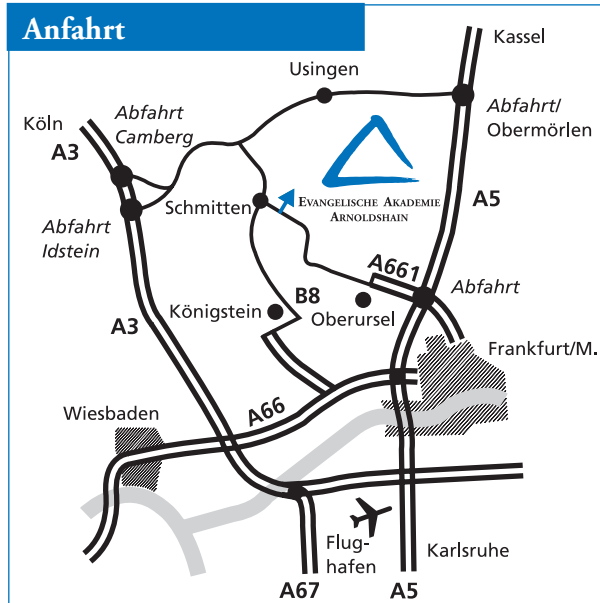 Anfahrt
Kassel
Usingen
Abfahrt
Camberg
Köln
A3
Abfahrt/
Obermörlen
Schmitten
EVANGELISCHE AKADEMIE
ARNOLDSHAIN
A5
Abfahrt
Idstein
A661
Abfahrt
B8
Königstein
Oberursel
A3
Frankfurt/M.
A66
Wiesbaden
Flug-
hafen
Karlsruhe
A67
A5